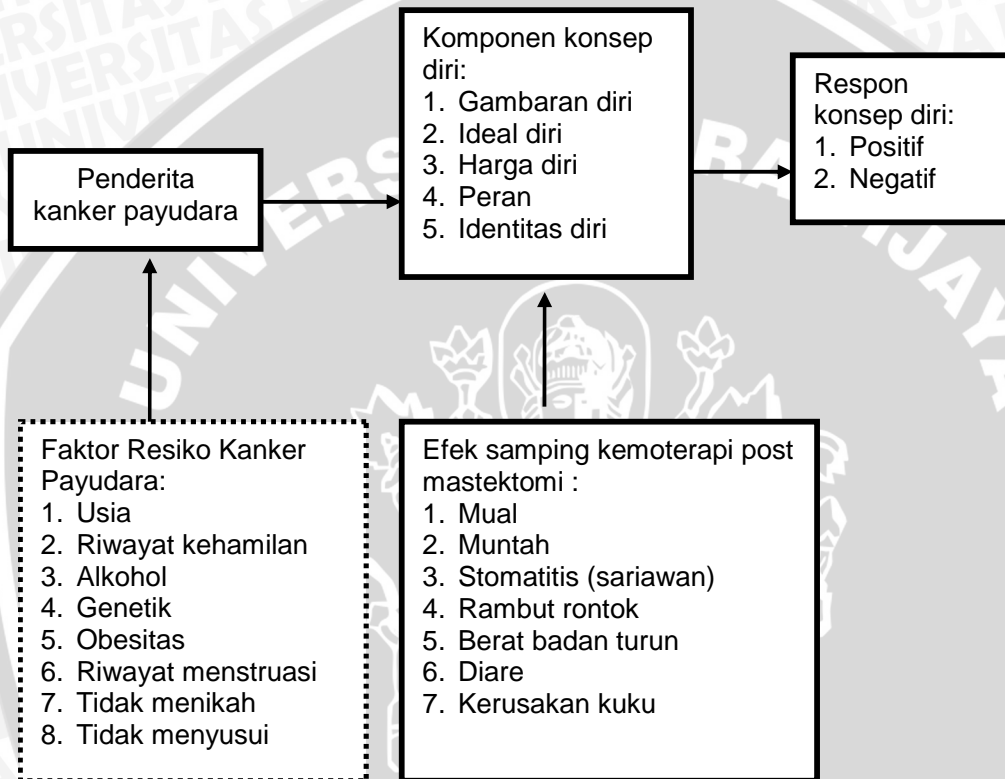 Komponen konsep
diri:
1. Gambaran diri
2. Ideal diri
3. Harga diri
4. Peran
5. Identitas diri
Respon
konsep diri:
1. Positif
2. Negatif
Penderita
kanker payudara
Faktor Resiko Kanker
Payudara:
1. Usia
2. Riwayat kehamilan
3. Alkohol
4. Genetik
5. Obesitas
6. Riwayat menstruasi
7. Tidak menikah
8. Tidak menyusui
Efek samping kemoterapi post
mastektomi :
1. Mual
2. Muntah
3. Stomatitis (sariawan)
4. Rambut rontok
5. Berat badan turun
6. Diare
7. Kerusakan kuku